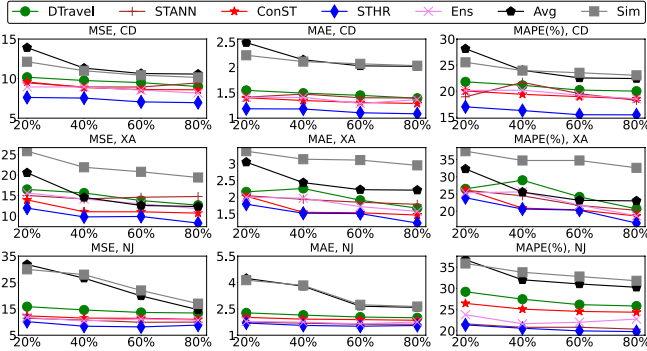 DTravel STANN ConST STHR Ens Avg Sim
MSE, CD MAE, CD MAPE(%), CD
15 10 5 20% 40% 60% 80%
2.5 2.0 1.5 1.0 20% 40% 60% 80%
30 25 20 15 20% 40% 60% 80%
MSE, XA MAE, XA MAPE(%), XA
25 20 15 10 20% 40% 60% 80%
3 2 1.5 1 20% 40% 60% 80%
35 30 25 20 20% 40% 60% 80%
MSE, NJ MAE, NJ MAPE(%), NJ
35 25 15 5 20% 40% 60% 80%
5.5 4 2.5 1 20% 40% 60% 80%
35 30 25 20 20% 40% 60% 80%